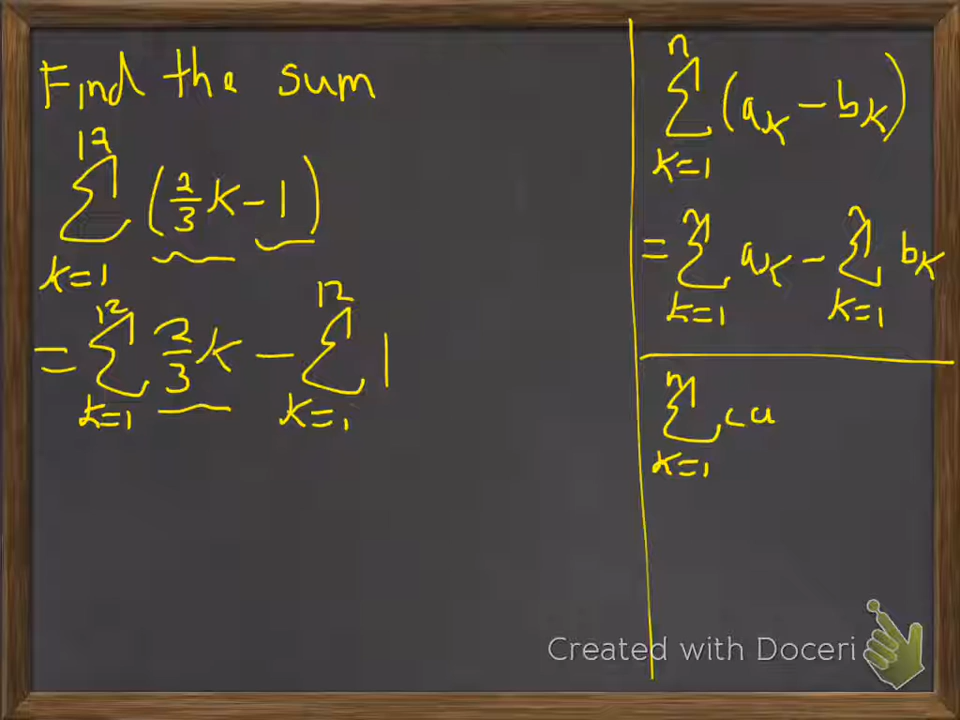 Find the sum
12
∑ (2/3 k - 1)
k=1
12 12
= ∑ 2/3 k - ∑ 1
k=1 k=1
n
∑ (ak - bk)
k=1
n n
= ∑ ak - ∑ bk
k=1 k=1
n
∑ ca
k=1
Created with Doceri